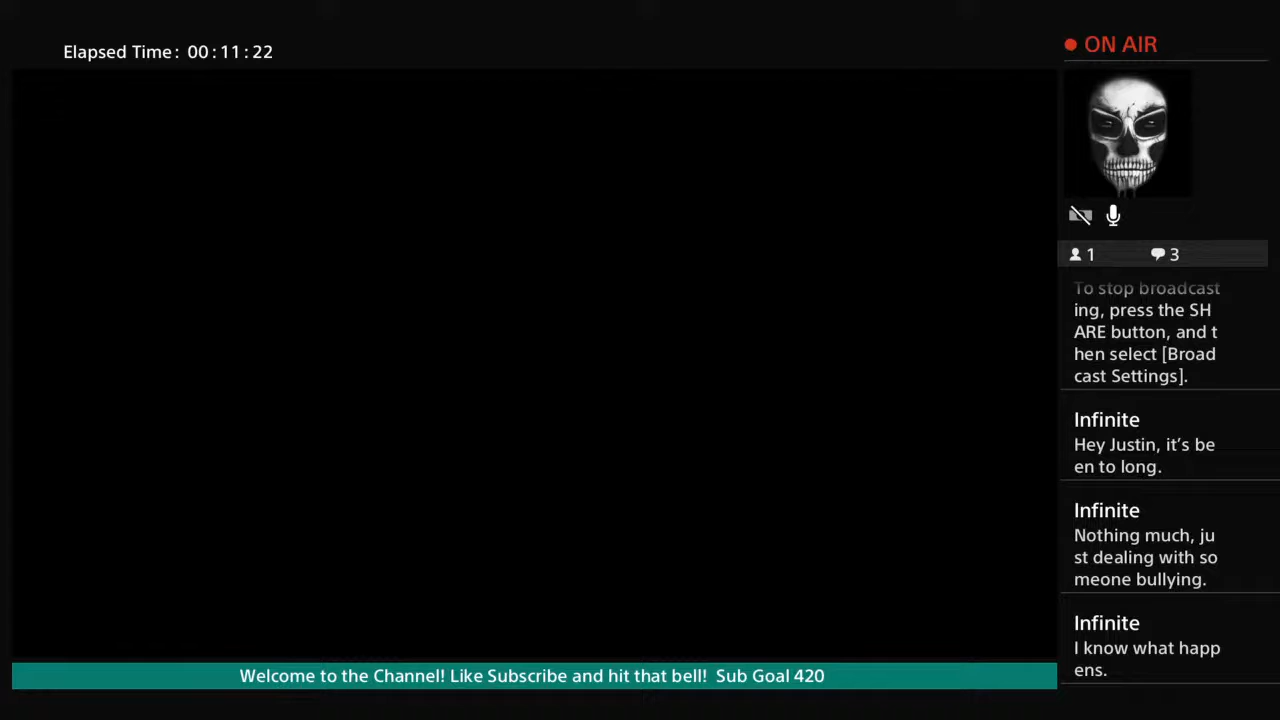 Elapsed Time: 00:11:22
ON AIR
1 3
To stop broadcast
ing, press the SH
ARE button, and t
hen select [Broad
cast Settings].
Infinite
Hey Justin, it’s be
en to long.
Infinite
Nothing much, ju
st dealing with so
meone bullying.
Infinite
I know what happ
ens.
Welcome to the Channel! Like Subscribe and hit that bell! Sub Goal 420